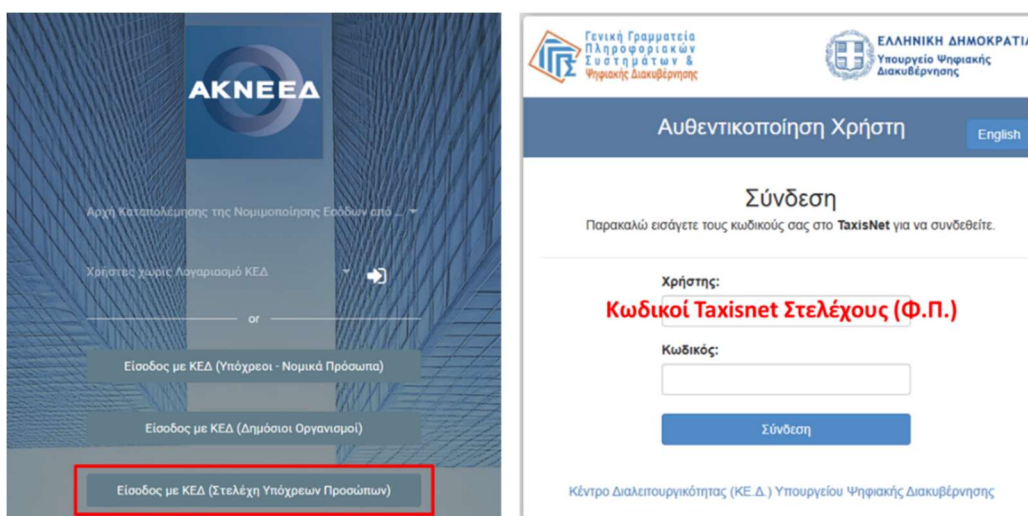 ΑΚΝΕΕΔ
Αρχή Καταπολέμησης της Νομιμοποίησης Εσόδων από ...
Χρήστες χωρίς Λογαριασμό ΚΕΔ
or
Είσοδος με ΚΕΔ (Υπόχρεοι - Νομικά Πρόσωπα)
Είσοδος με ΚΕΔ (Δημόσιοι Οργανισμοί)
Είσοδος με ΚΕΔ (Στελέχη Υπόχρεων Προσώπων)
Γενική Γραμματεία
Πληροφοριακών
Συστημάτων &
Ψηφιακής Διακυβέρνησης
ΕΛΛΗΝΙΚΗ ΔΗΜΟΚΡΑΤΙΑ
Υπουργείο Ψηφιακής
Διακυβέρνησης
Αυθεντικοποίηση Χρήστη
English
Σύνδεση
Παρακαλώ εισάγετε τους κωδικούς σας στο TaxisNet για να συνδεθείτε.
Χρήστης:
Κωδικοί Taxisnet Στελέχους (Φ.Π.)
Κωδικός:
Σύνδεση
Κέντρο Διαλειτουργικότητας (ΚΕ.Δ.) Υπουργείου Ψηφιακής Διακυβέρνησης